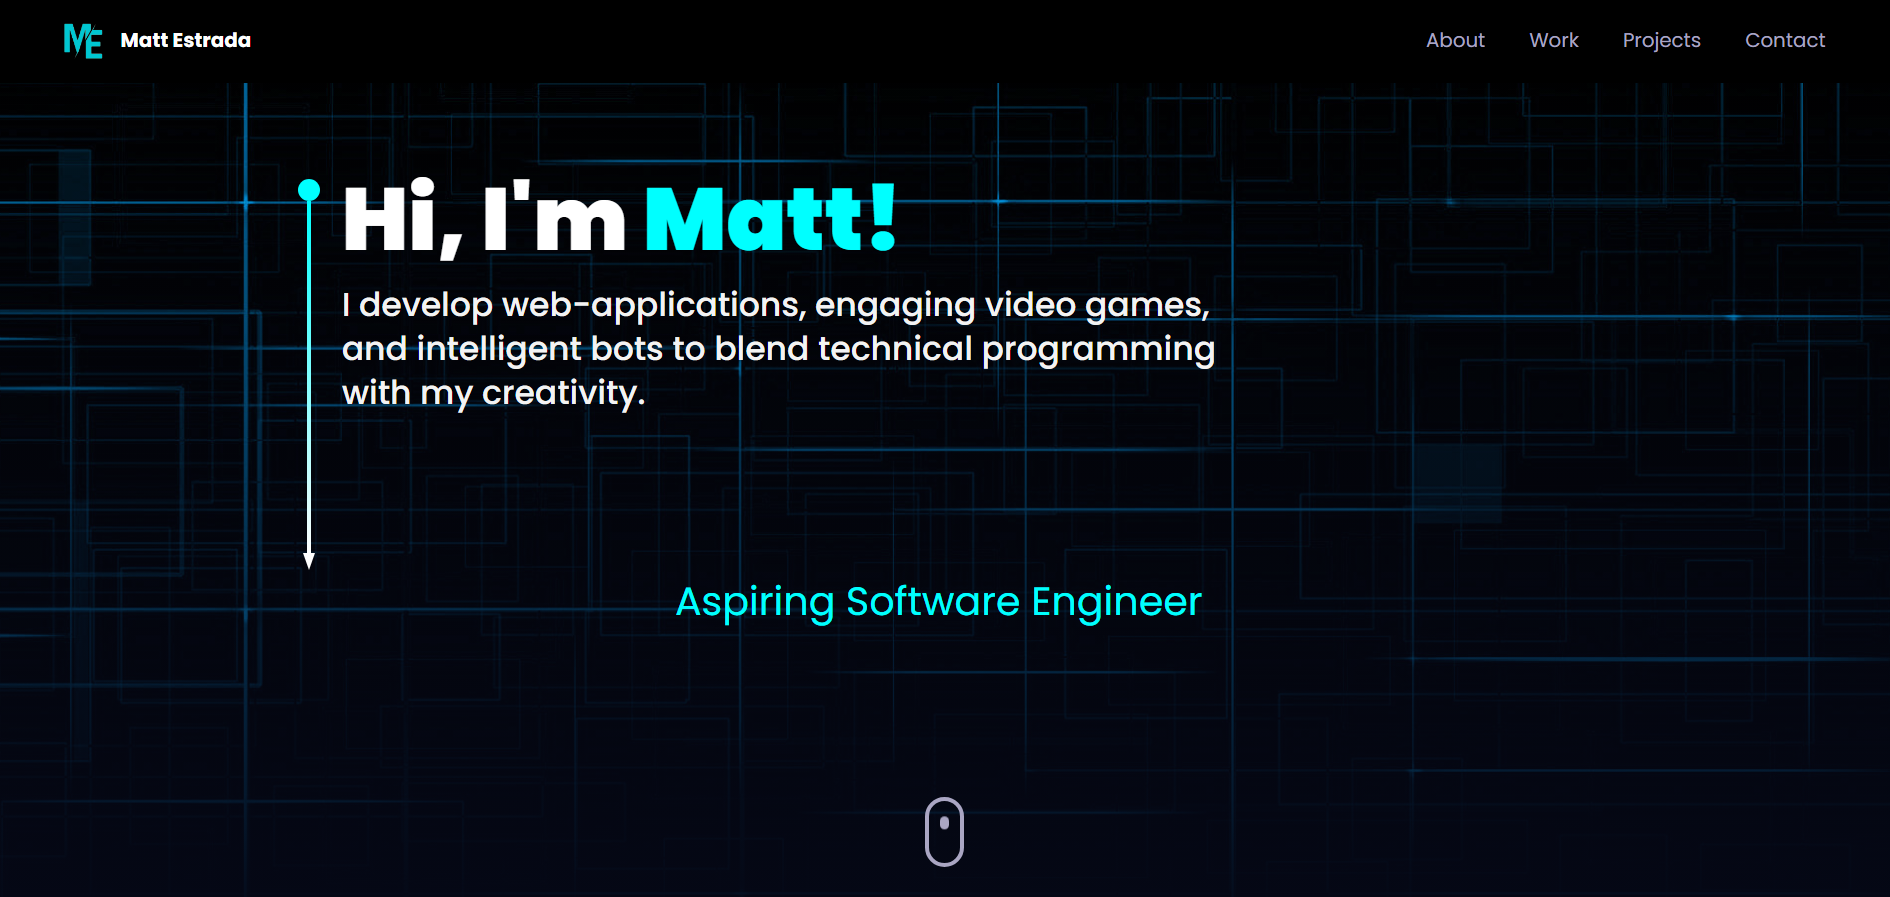 ME Matt Estrada
About Work Projects Contact
Hi, I'm Matt!
I develop web-applications, engaging video games,
and intelligent bots to blend technical programming
with my creativity.
Aspiring Software Engineer